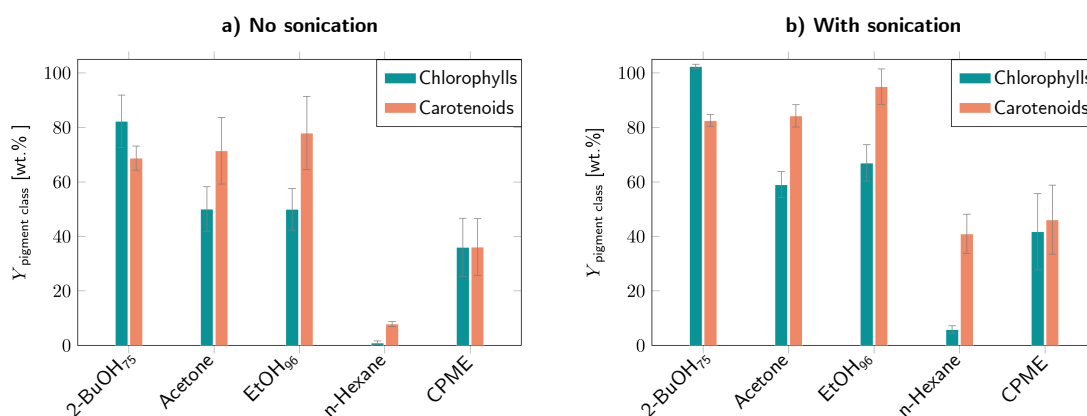 a) No sonication
Y pigment class [wt.% ]
100
80
60
40
20
0
Chlorophylls
Carotenoids
2-BuOH₇₅
Acetone
EtOH₉₆
n-Hexane
CPME
b) With sonication
Y pigment class [wt.%]
100
80
60
40
20
0
Chlorophylls
Carotenoids
2-BuOH₇₅
Acetone
EtOH₉₆
n-Hexane
CPME